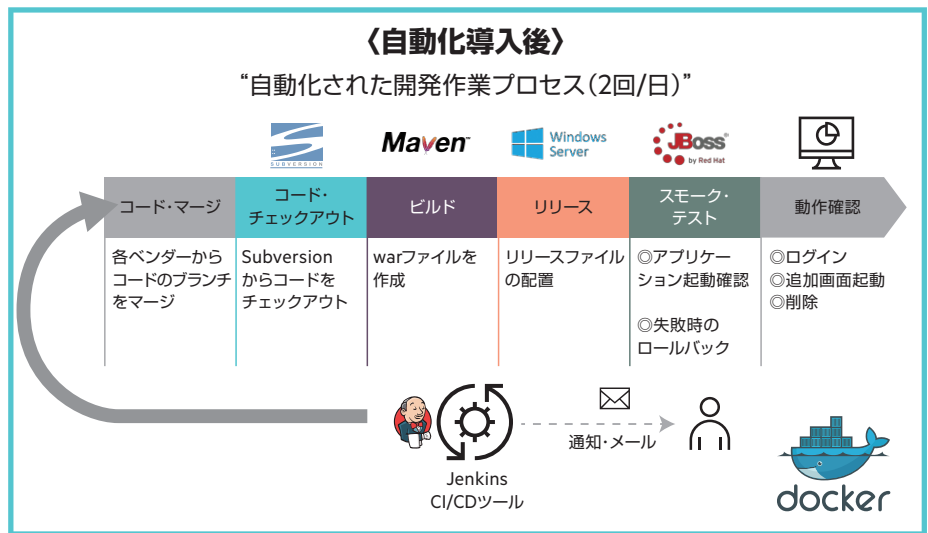 〈自動化導入後〉
“自動化された開発作業プロセス（2回/日）”
SUBVERSION
Maven™
Windows
Server
JBoss®
by Red Hat
コード・マージ
コード・
チェックアウト
ビルド
リリース
スモーク・
テスト
動作確認
各ベンダーから
コードのブランチ
をマージ
Subversion
からコードを
チェックアウト
warファイルを
作成
リリースファイル
の配置
◎アプリケー
ション起動確認
◎失敗時の
ロールバック
◎ログイン
◎追加画面起動
◎削除
通知・メール
Jenkins
CI/CDツール
docker